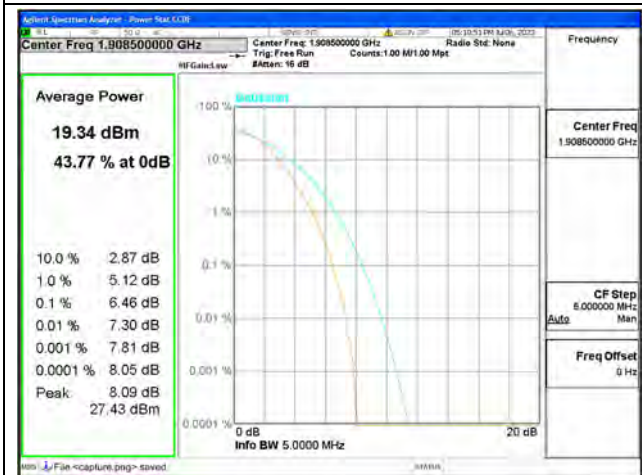 Agilent Spectrum Analyzer - Power Stat CCDF
Center Freq 1.908500000 GHz
Center Freq: 1.908500000 GHz
Radio Std: None
Trig: Free Run
Counts:1.00 M/1.00 Mpt
#IFGain:Low
#Atten: 16 dB
Frequency
Average Power
19.34 dBm
43.77 % at 0dB
10.0 % 2.87 dB
1.0 % 5.12 dB
0.1 % 6.46 dB
0.01 % 7.30 dB
0.001 % 7.81 dB
0.0001 % 8.05 dB
Peak 8.09 dB
27.43 dBm
100 %
Gaussian
10 %
1 %
0.1 %
0.01 %
0.001 %
0.0001 %
0 dB
20 dB
Info BW 5.0000 MHz
Center Freq
1.908500000 GHz
CF Step
5.000000 MHz
Auto Man
Freq Offset
0 Hz
MSG
File <capture.png> saved
STATUS